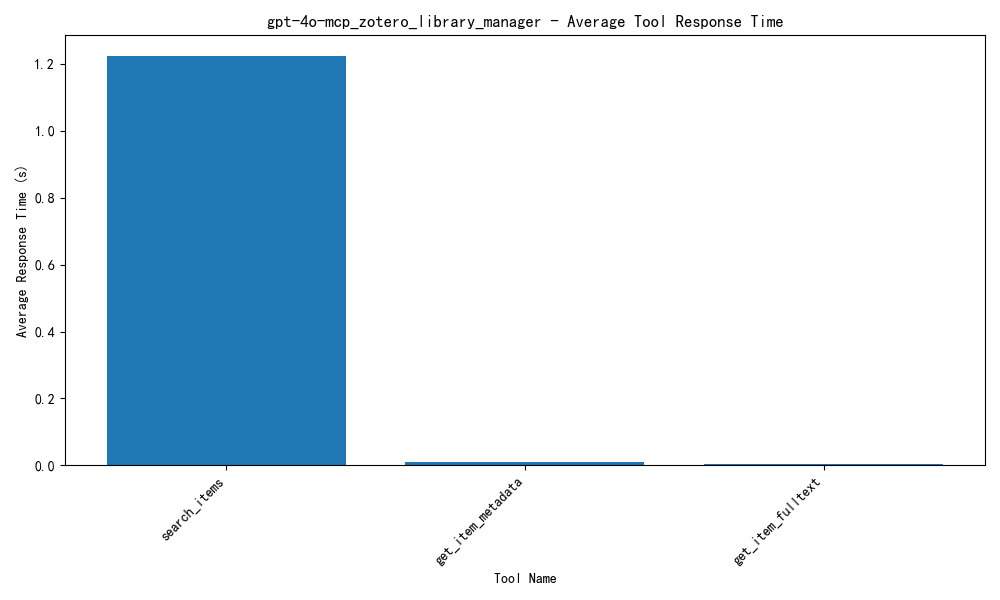 gpt-4o-mcp_zotero_library_manager - Average Tool Response Time
Average Response Time (s)
1.2
1.0
0.8
0.6
0.4
0.2
0.0
search_items
get_item_metadata
get_item_fulltext
Tool Name